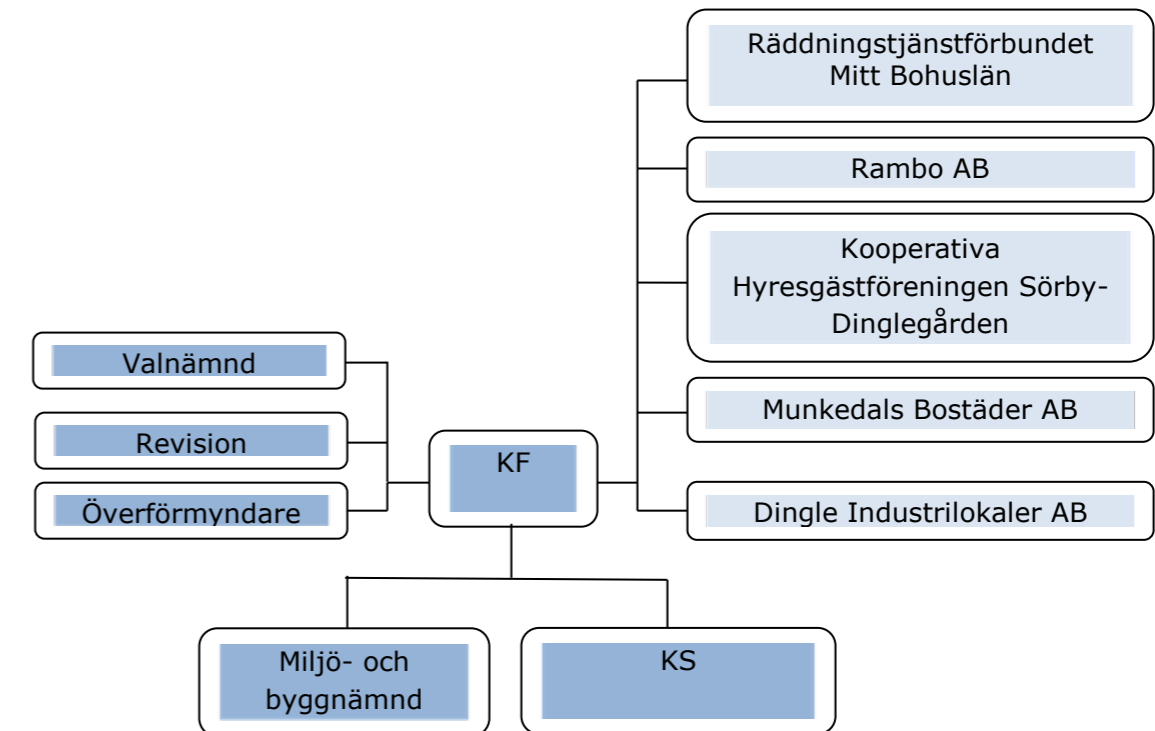 Räddningstjänstförbundet
Mitt Bohuslän
Rambo AB
Kooperativa
Hyresgästföreningen Sörby-
Dinglegården
Valnämnd
Munkedals Bostäder AB
Revision
KF
Överförmyndare
Dingle Industrilokaler AB
Miljö- och
byggnämnd
KS